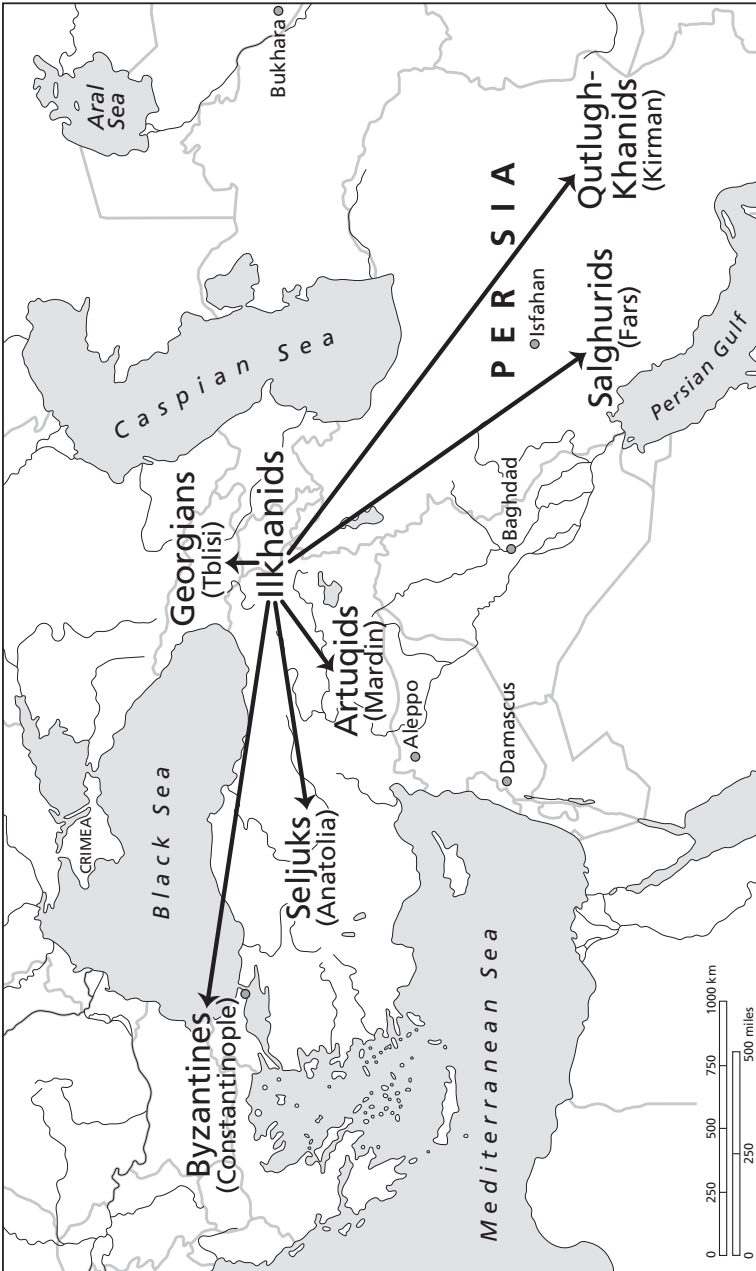 Aral
Sea
Bukhara
Caspian Sea
Black Sea
CRIMEA
Georgians
(Tblisi)
Ilkhanids
Byzantines
(Constantinople)
Seljuks
(Anatolia)
Artuqids
(Mardin)
Aleppo
Damascus
Baghdad
PERSIA
Isfahan
Qutlugh-
Khanids
(Kirman)
Salghurids
(Fars)
Persian Gulf
Mediterranean Sea
0 250 500 750 1000 km
0 250 500 miles